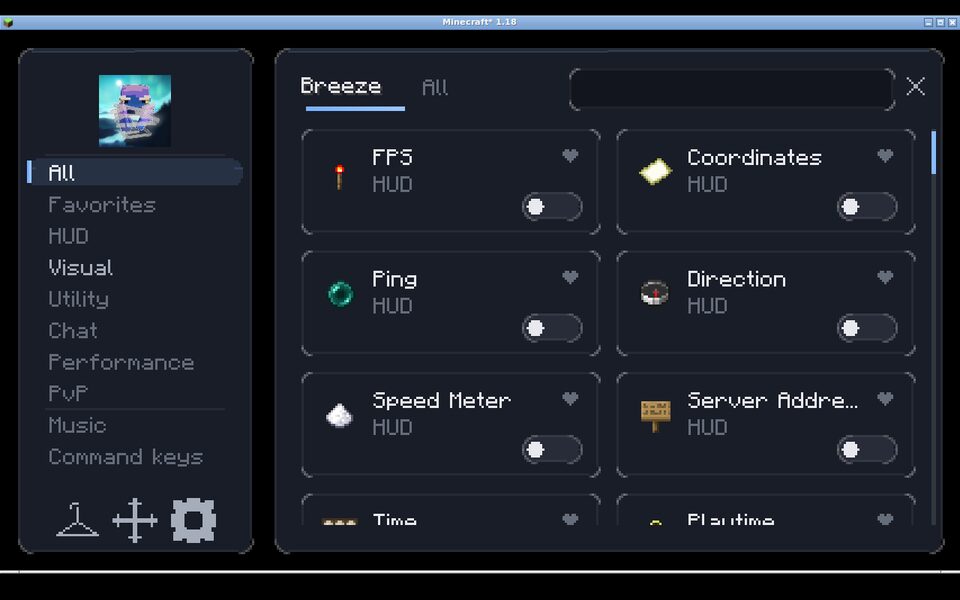 Minecraft* 1.18
Breeze
All
All
Favorites
HUD
Visual
Utility
Chat
Performance
PvP
Music
Command keys
FPS
HUD
Coordinates
HUD
Ping
HUD
Direction
HUD
Speed Meter
HUD
Server Addre...
HUD
Time
Playtime